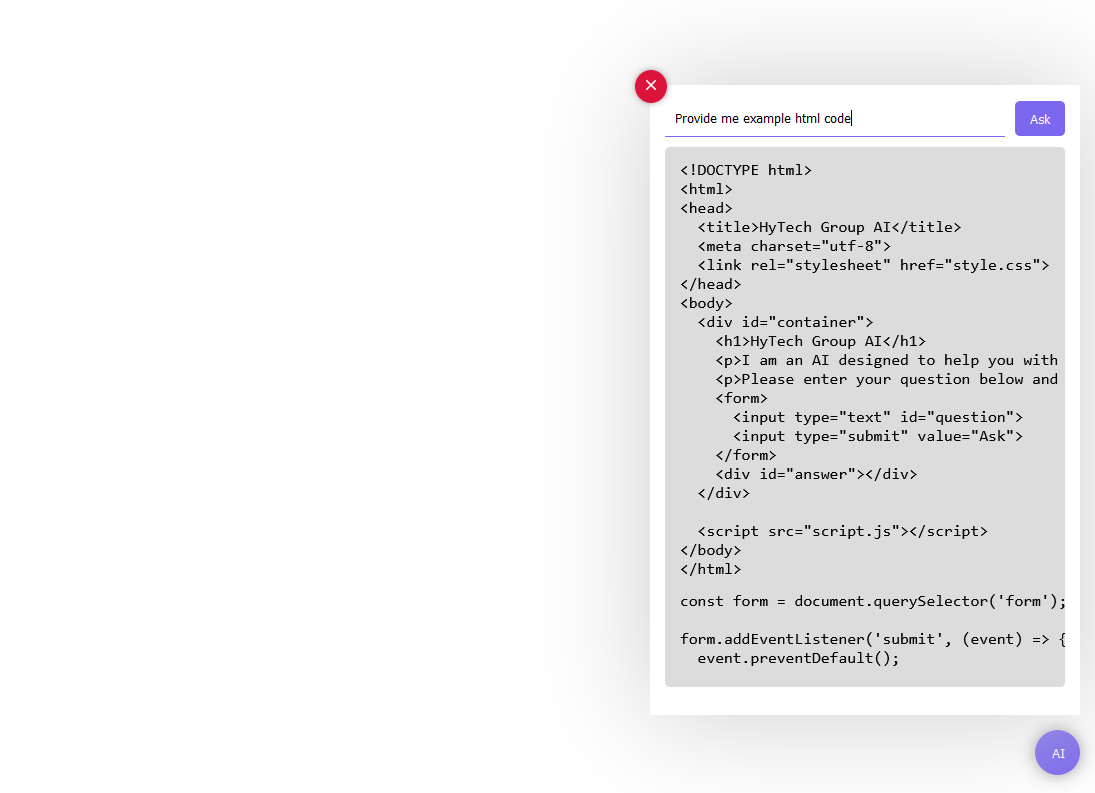 Provide me example html code
Ask
<!DOCTYPE html>
<html>
<head>
  <title>HyTech Group AI</title>
  <meta charset="utf-8">
  <link rel="stylesheet" href="style.css">
</head>
<body>
  <div id="container">
    <h1>HyTech Group AI</h1>
    <p>I am an AI designed to help you with
    <p>Please enter your question below and
    <form>
      <input type="text" id="question">
      <input type="submit" value="Ask">
    </form>
    <div id="answer"></div>
  </div>

  <script src="script.js"></script>
</body>
</html>
const form = document.querySelector('form');

form.addEventListener('submit', (event) => {
  event.preventDefault();
AI